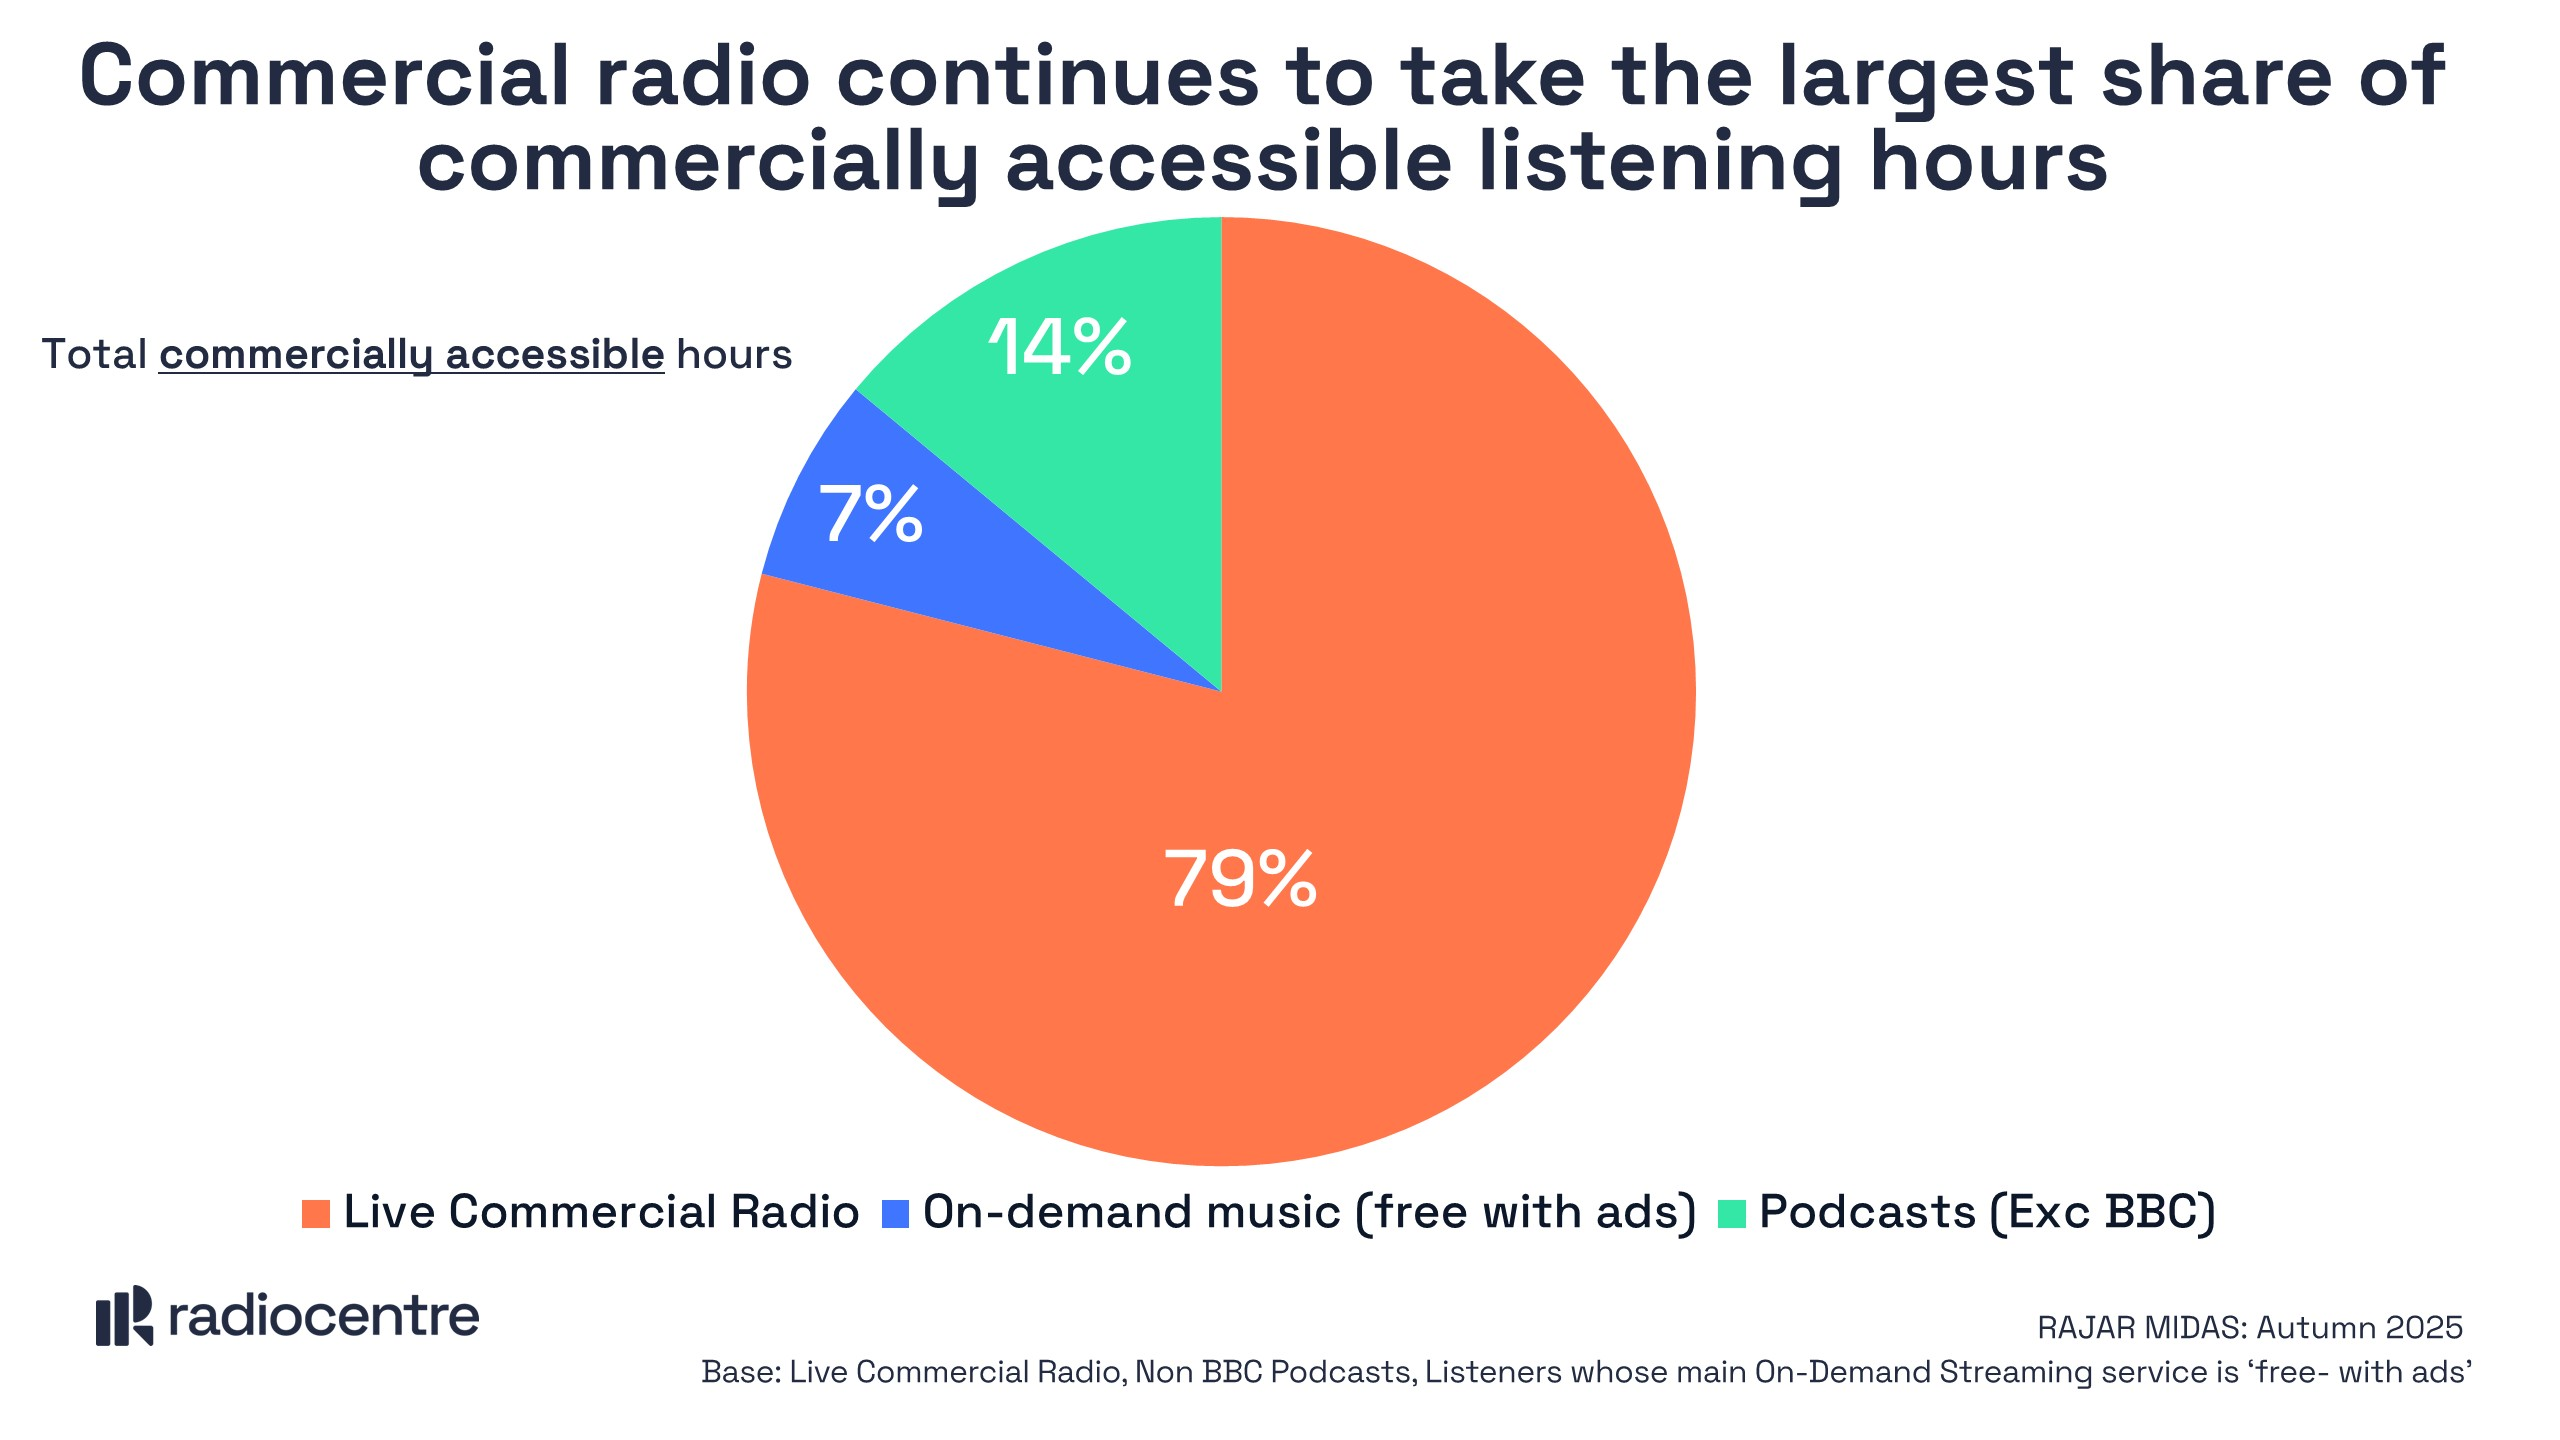 Commercial radio continues to take the largest share of
commercially accessible listening hours
Total commercially accessible hours
14%
7%
79%
Live Commercial Radio On-demand music (free with ads) Podcasts (Exc BBC)
radiocentre
RAJAR MIDAS: Autumn 2025
Base: Live Commercial Radio, Non BBC Podcasts, Listeners whose main On-Demand Streaming service is ‘free- with ads’